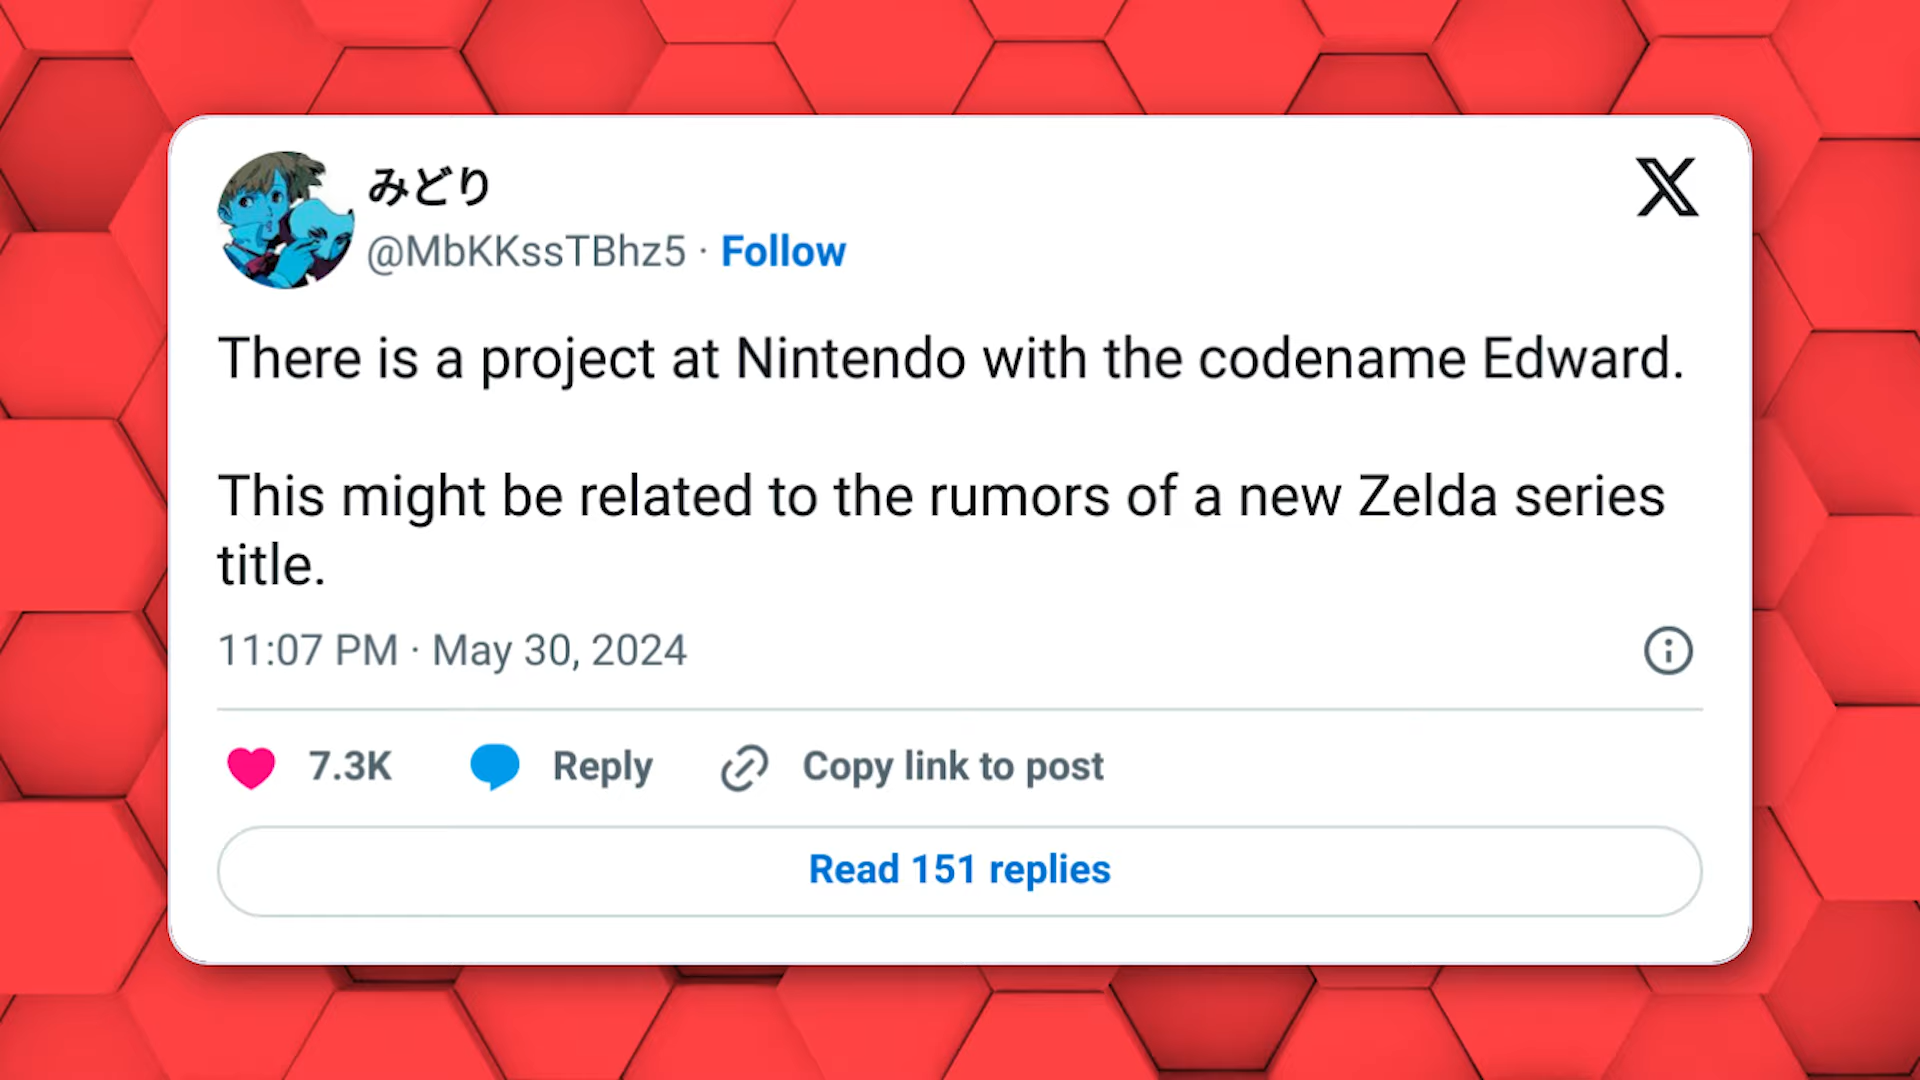 みどり
@MbKKssTBhz5 · Follow
There is a project at Nintendo with the codename Edward.
This might be related to the rumors of a new Zelda series
title.
11:07 PM · May 30, 2024
7.3K Reply Copy link to post
Read 151 replies